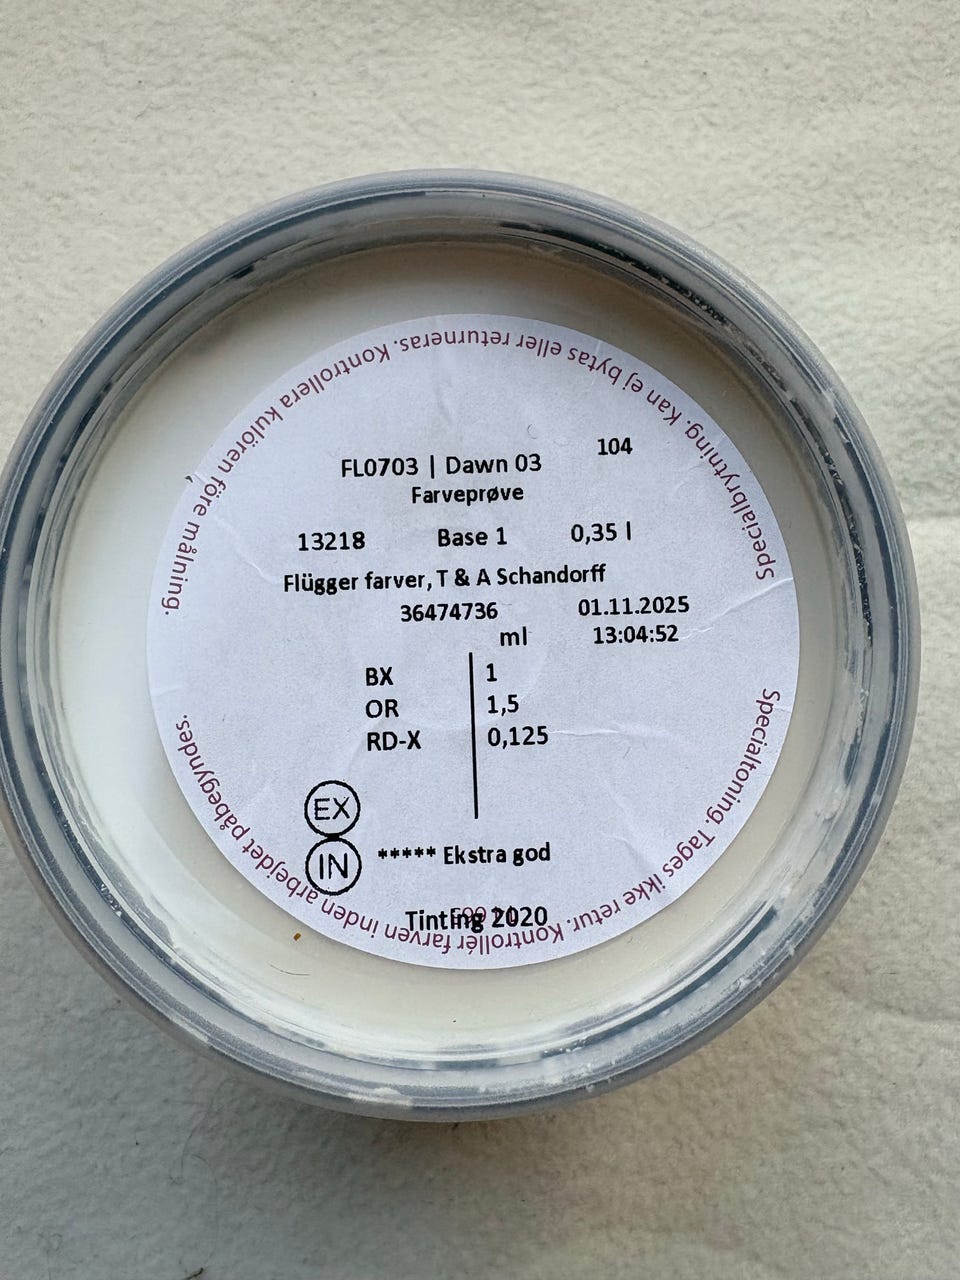 Specialbrytning. Kan ej bytas eller returneras. Kontrollera kulören före målning.
104
FL0703 | Dawn 03
Farveprøve
13218 Base 1 0,35 l
Flügger farver, T & A Schandorff
36474736 01.11.2025
ml 13:04:52
BX 1
OR 1,5
RD-X 0,125
EX
IN ***** Ekstra god
Tinting 2020
Specialtoning. Tages ikke retur. Kontrollér farven inden arbejdet påbegyndes.